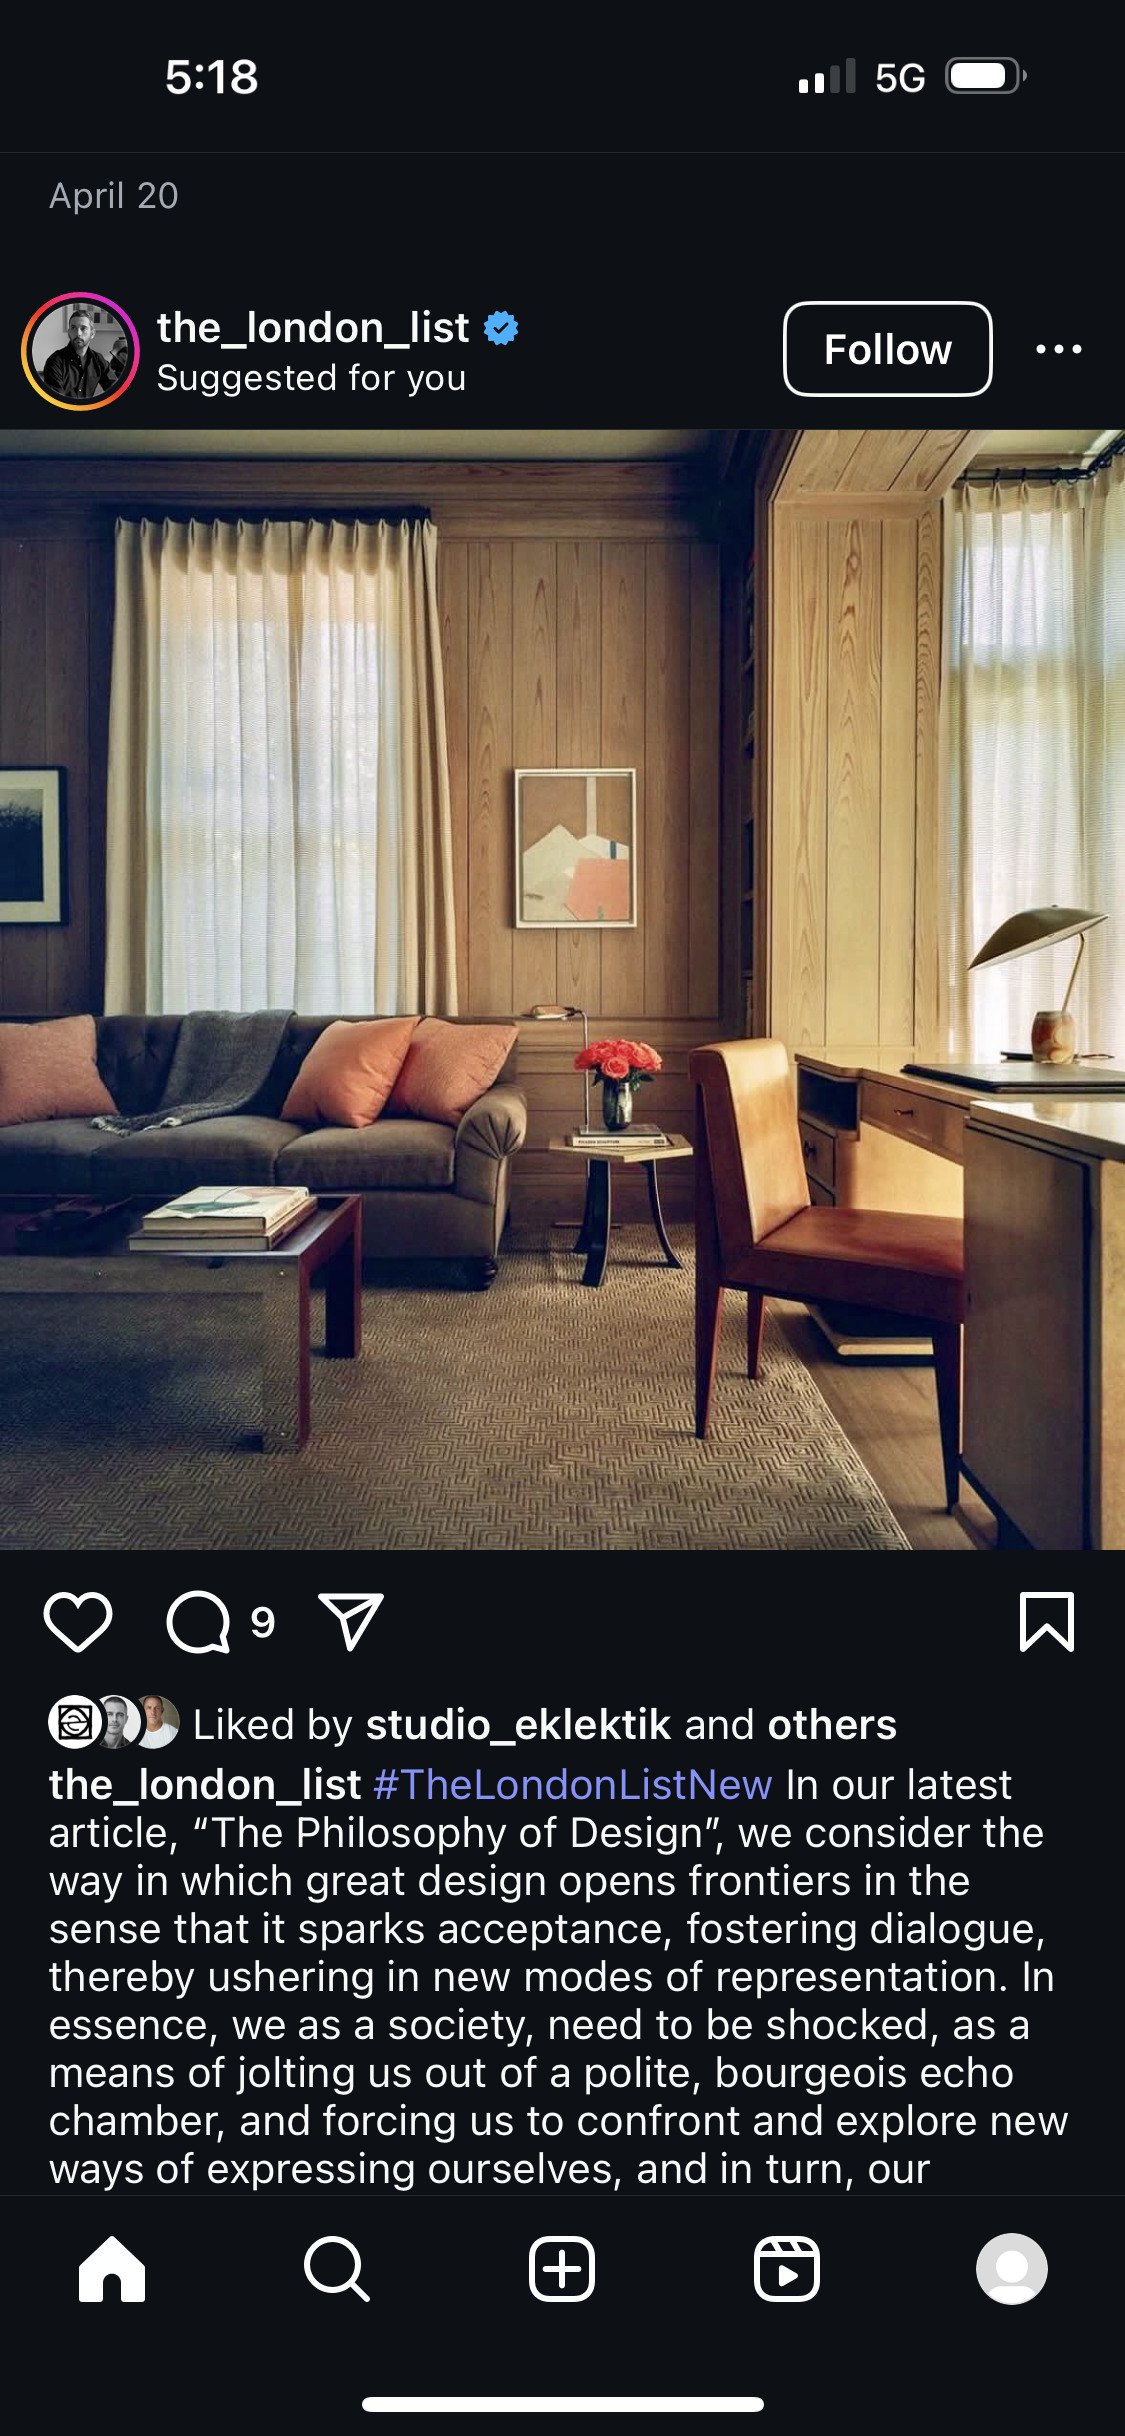 5:18
5G
April 20
the_london_list
Suggested for you
Follow
9
Liked by studio_eklektik and others
the_london_list #TheLondonListNew In our latest
article, “The Philosophy of Design”, we consider the
way in which great design opens frontiers in the
sense that it sparks acceptance, fostering dialogue,
thereby ushering in new modes of representation. In
essence, we as a society, need to be shocked, as a
means of jolting us out of a polite, bourgeois echo
chamber, and forcing us to confront and explore new
ways of expressing ourselves, and in turn, our